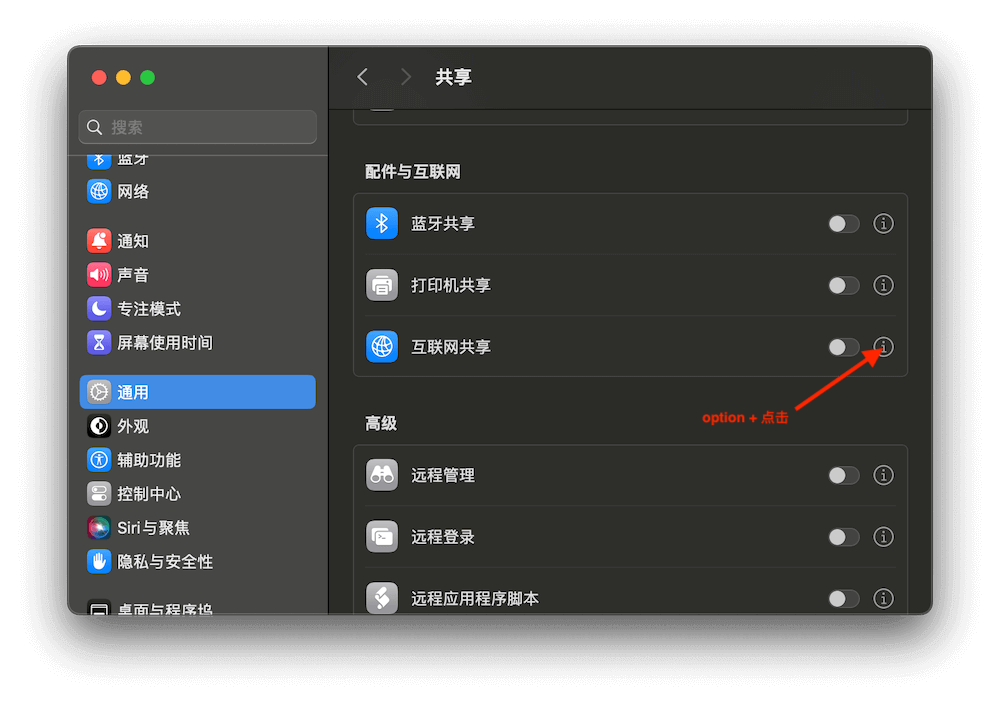 共享
搜索
蓝牙
网络
通知
声音
专注模式
屏幕使用时间
通用
外观
辅助功能
控制中心
Siri与聚焦
隐私与安全性
桌面与程序坞
配件与互联网
蓝牙共享
打印机共享
互联网共享
option + 点击
高级
远程管理
远程登录
远程应用程序脚本